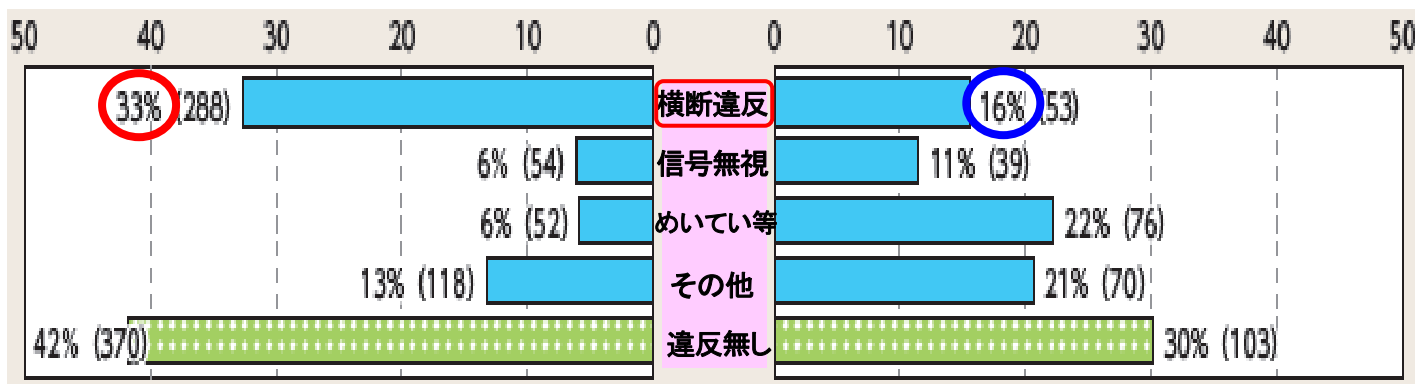 50 40 30 20 10 0 0 10 20 30 40 50
33% (288) 横断違反 16% (53)
6% (54) 信号無視 11% (39)
6% (52) めいてい等 22% (76)
13% (118) その他 21% (70)
42% (370) 違反無し 30% (103)